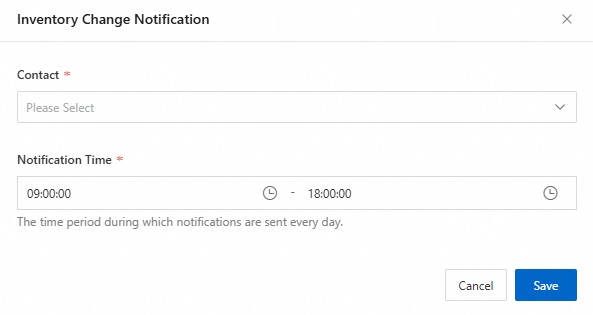 Inventory Change Notification
Contact *
Please Select
Notification Time *
09:00:00 - 18:00:00
The time period during which notifications are sent every day.
Cancel Save